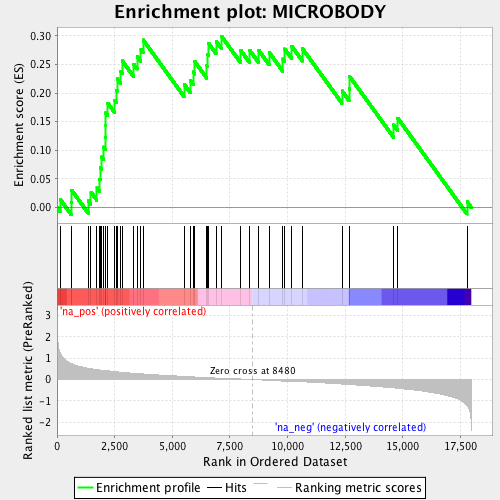 Enrichment plot: MICROBODY
Enrichment score (ES)
0.30
0.25
0.20
0.15
0.10
0.05
0.00
'na_pos' (positively correlated)
Ranked list metric (PreRanked)
3
2
1
0
-1
-2
Zero cross at 8480
'na_neg' (negatively correlated)
0 2,500 5,000 7,500 10,000 12,500 15,000 17,500
Rank in Ordered Dataset
Enrichment profile Hits Ranking metric scores